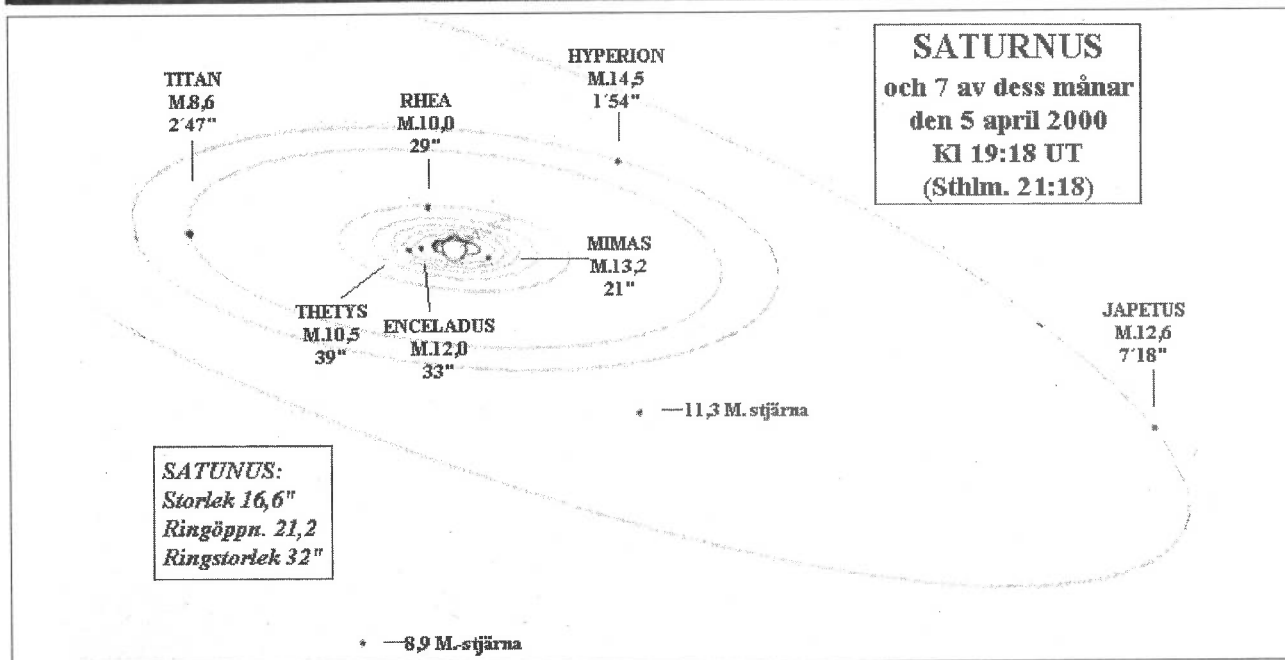 SATURNUS
och 7 av dess månar
den 5 april 2000
Kl 19:18 UT
(Sthlm. 21:18)
HYPERION
M.14,5
1´54"
TITAN
M.8,6
2´47"
RHEA
M.10,0
29"
MIMAS
M.13,2
21"
THETYS
M.10,5
39"
ENCELADUS
M.12,0
33"
JAPETUS
M.12,6
7´18"
11,3 M. stjärna
SATUNUS:
Storlek 16,6"
Ringöppn. 21,2
Ringstorlek 32"
8,9 M.-stjärna